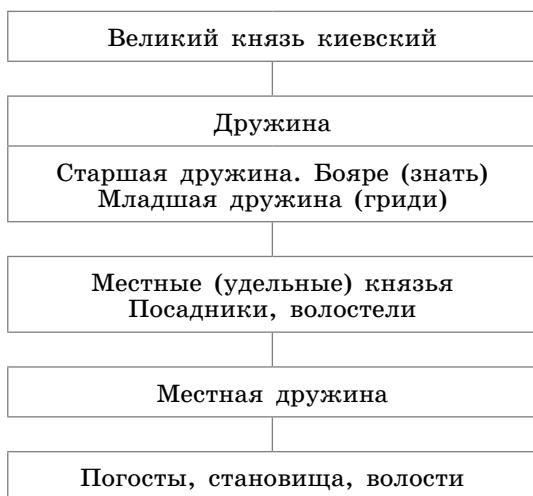 Великий князь киевский
Дружина
Старшая дружина. Бояре (знать)
Младшая дружина (гриди)
Местные (удельные) князья
Посадники, волостели
Местная дружина
Погосты, становища, волости